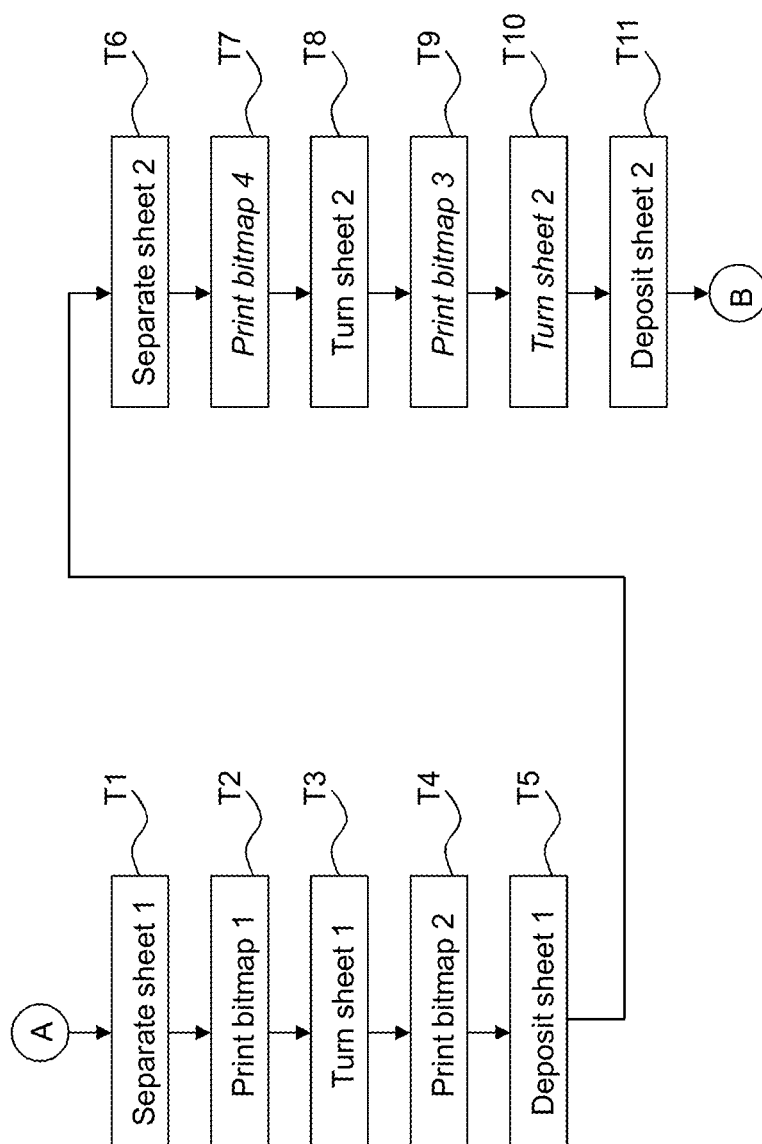 A
Separate sheet 1
T1
Print bitmap 1
T2
Turn sheet 1
T3
Print bitmap 2
T4
Deposit sheet 1
T5
Separate sheet 2
T6
Print bitmap 4
T7
Turn sheet 2
T8
Print bitmap 3
T9
Turn sheet 2
T10
Deposit sheet 2
T11
B